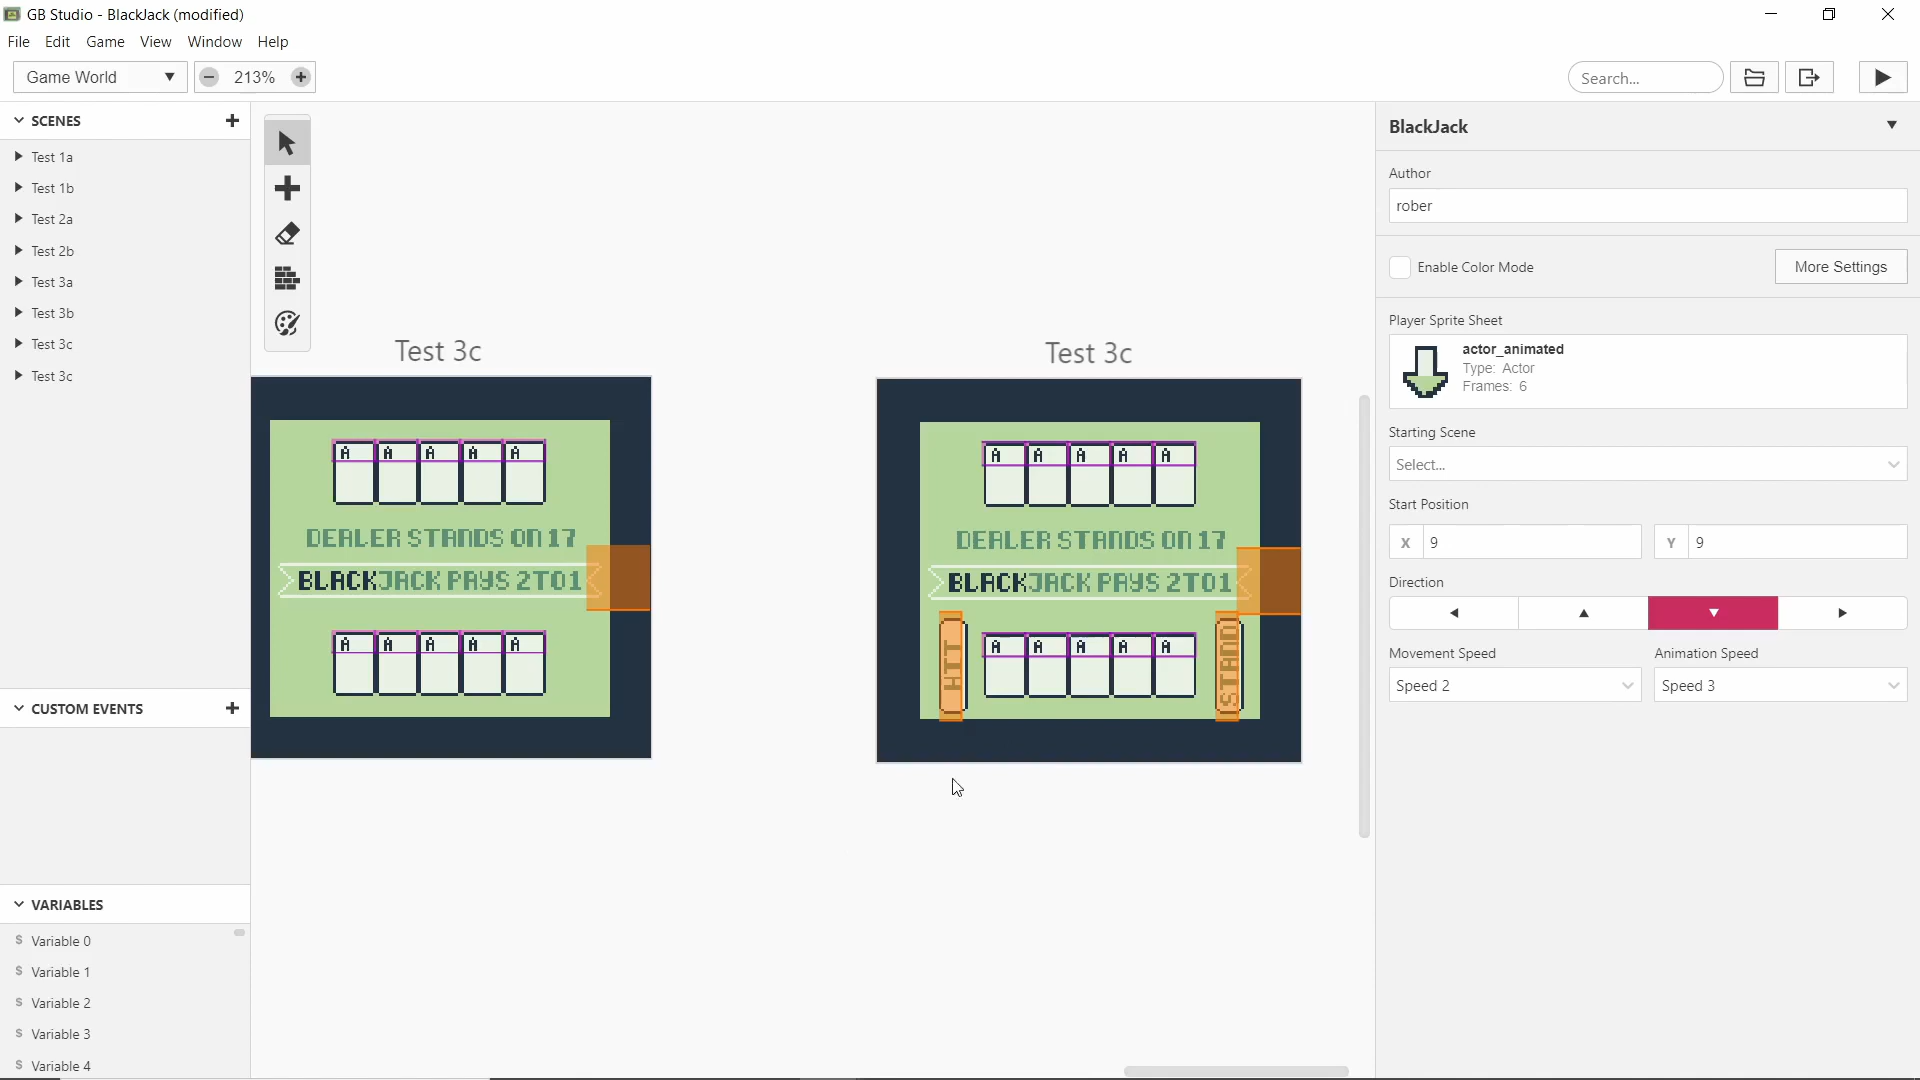 GB Studio - BlackJack (modified)
File Edit Game View Window Help
Game World 213% Search...
SCENES
Test 1a
Test 1b
Test 2a
Test 2b
Test 3a
Test 3b
Test 3c
Test 3c
CUSTOM EVENTS
VARIABLES
$ Variable 0
$ Variable 1
$ Variable 2
$ Variable 3
$ Variable 4
Test 3c
A A A A A
DEALER STANDS ON 17
BLACKJACK PAYS 2TO1
A A A A A
Test 3c
A A A A A
DEALER STANDS ON 17
BLACKJACK PAYS 2TO1
HIT
A A A A A
STAND
BlackJack
Author
rober
Enable Color Mode
More Settings
Player Sprite Sheet
actor_animated
Type: Actor
Frames: 6
Starting Scene
Select...
Start Position
X 9 Y 9
Direction
Movement Speed Animation Speed
Speed 2 Speed 3